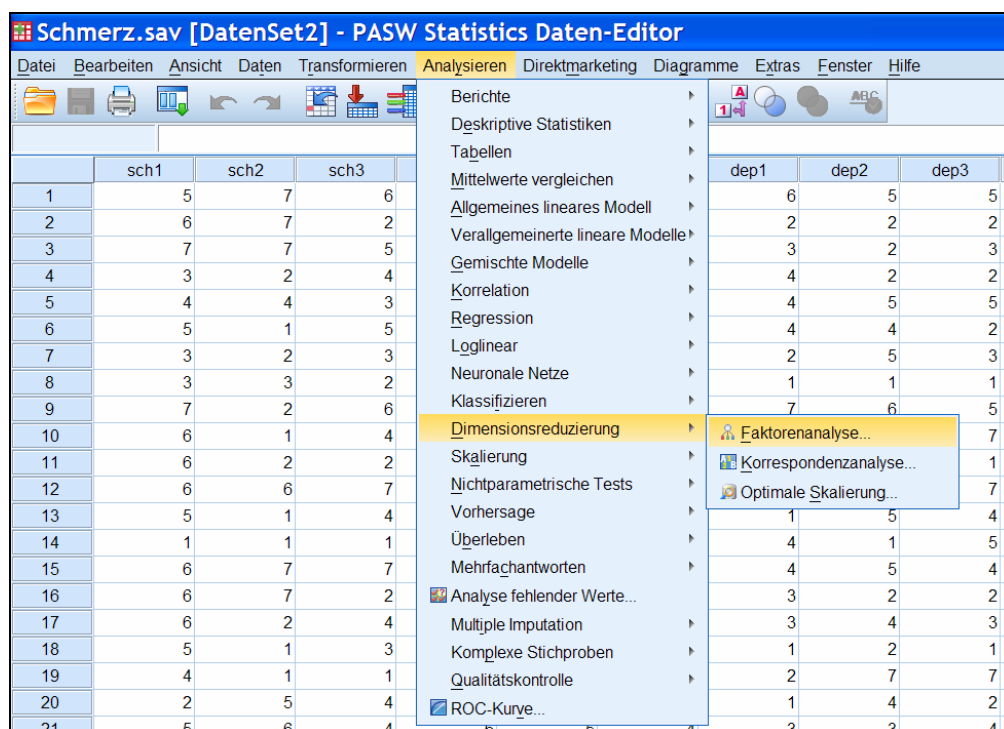 Schmerz.sav [DatenSet2] - PASW Statistics Daten-Editor
Datei Bearbeiten Ansicht Daten Transformieren Analysieren Direktmarketing Diagramme Extras Fenster Hilfe
Berichte
Deskriptive Statistiken
Tabellen
Mittelwerte vergleichen
Allgemeines lineares Modell
Verallgemeinerte lineare Modelle
Gemischte Modelle
Korrelation
Regression
Loglinear
Neuronale Netze
Klassifizieren
Dimensionsreduzierung
Skalierung
Nichtparametrische Tests
Vorhersage
Überleben
Mehrfachantworten
Analyse fehlender Werte...
Multiple Imputation
Komplexe Stichproben
Qualitätskontrolle
ROC-Kurve...
Faktorenanalyse...
Korrespondenzanalyse...
Optimale Skalierung...
sch1 sch2 sch3 dep1 dep2 dep3
1 5 7 6 6 5 5
2 6 7 2 2 2 2
3 7 7 5 3 2 3
4 3 2 4 4 2 2
5 4 4 3 4 5 5
6 5 1 5 4 4 2
7 3 2 3 2 5 3
8 3 3 2 1 1 1
9 7 2 6 7 6 5
10 6 1 4 7
11 6 2 2 1
12 6 6 7 7
13 5 1 4 1 5 4
14 1 1 1 4 1 5
15 6 7 7 4 5 4
16 6 7 2 3 2 2
17 6 2 4 3 4 3
18 5 1 3 1 2 1
19 4 1 1 2 7 7
20 2 5 4 1 4 2